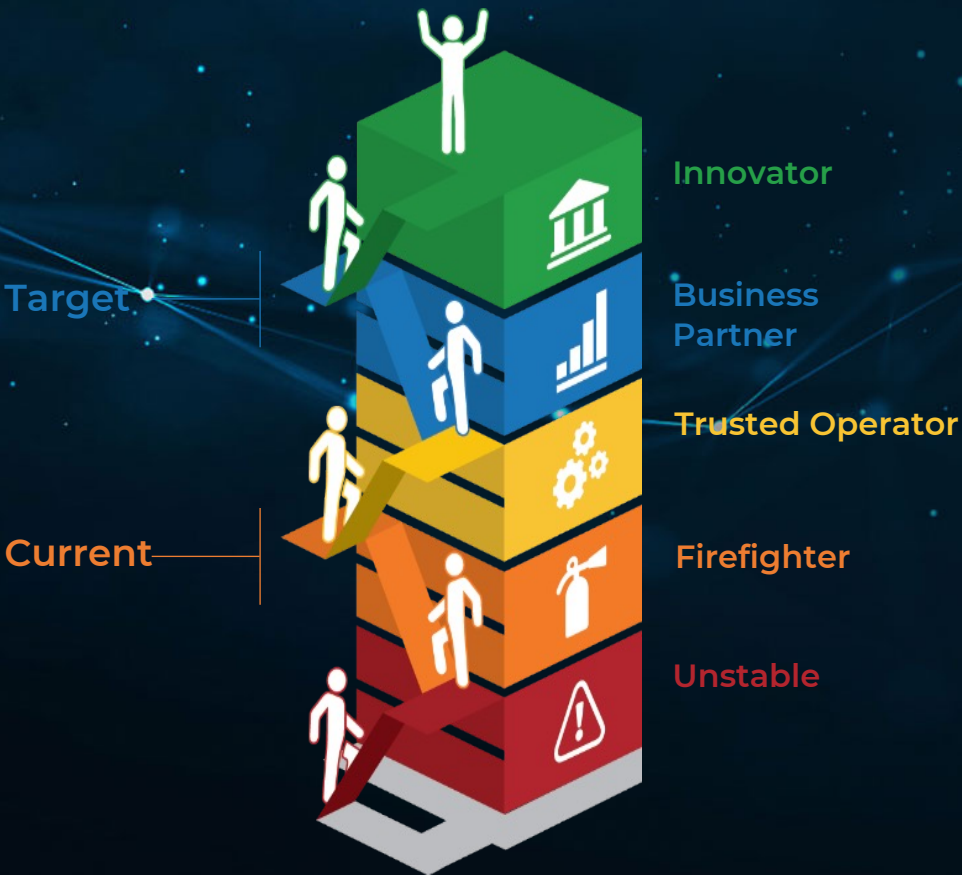 Innovator
Target
Business
Partner
Trusted Operator
Current
Firefighter
Unstable